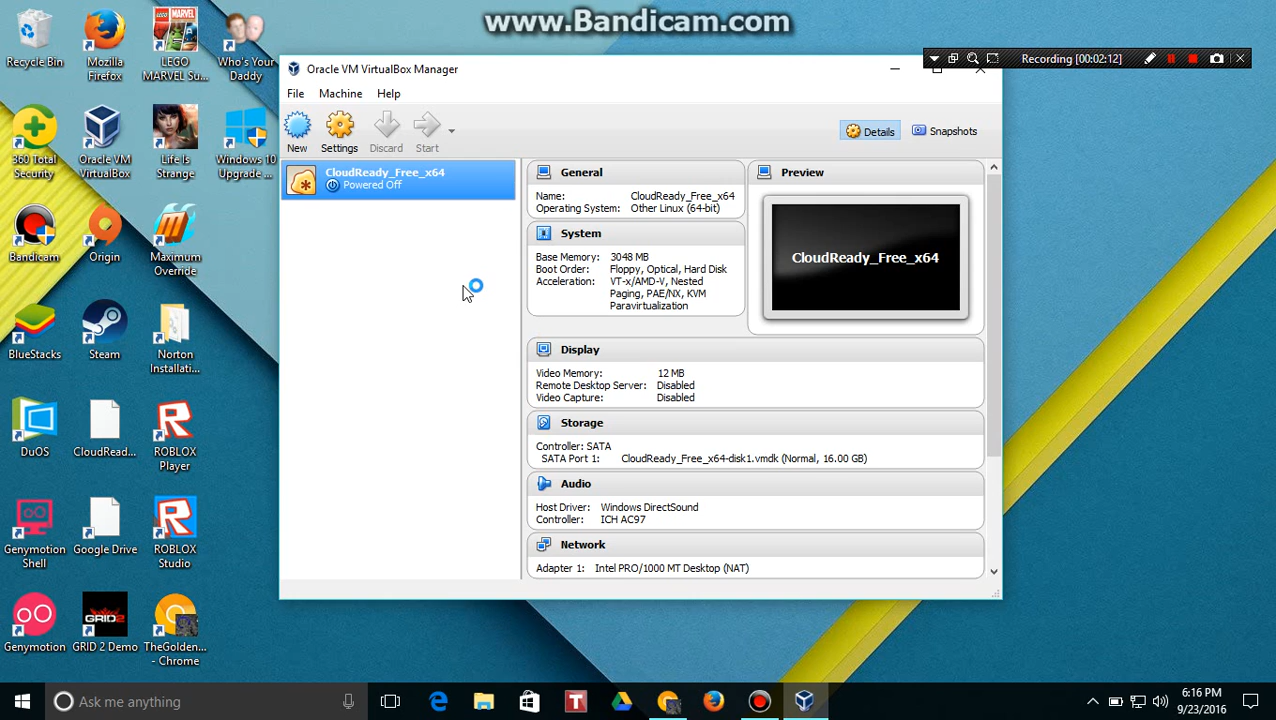 www.Bandicam.com
Recording [00:02:12]
Recycle Bin
Mozilla
Firefox
LEGO
MARVEL Su...
Who's Your
Daddy
360 Total
Security
Oracle VM
VirtualBox
Life Is
Strange
Windows 10
Upgrade ...
Bandicam
Origin
Maximum
Override
BlueStacks
Steam
Norton
Installati...
DuOS
CloudRead...
ROBLOX
Player
Genymotion
Shell
Google Drive
ROBLOX
Studio
Genymotion
GRID 2 Demo
TheGolden...
- Chrome
Oracle VM VirtualBox Manager
File Machine Help
New Settings Discard Start
Details Snapshots
CloudReady_Free_x64
Powered Off
General
Name: CloudReady_Free_x64
Operating System: Other Linux (64-bit)
System
Base Memory: 3048 MB
Boot Order: Floppy, Optical, Hard Disk
Acceleration: VT-x/AMD-V, Nested
Paging, PAE/NX, KVM
Paravirtualization
Preview
CloudReady_Free_x64
Display
Video Memory: 12 MB
Remote Desktop Server: Disabled
Video Capture: Disabled
Storage
Controller: SATA
SATA Port 1: CloudReady_Free_x64-disk1.vmdk (Normal, 16.00 GB)
Audio
Host Driver: Windows DirectSound
Controller: ICH AC97
Network
Adapter 1: Intel PRO/1000 MT Desktop (NAT)
Ask me anything
6:16 PM
9/23/2016